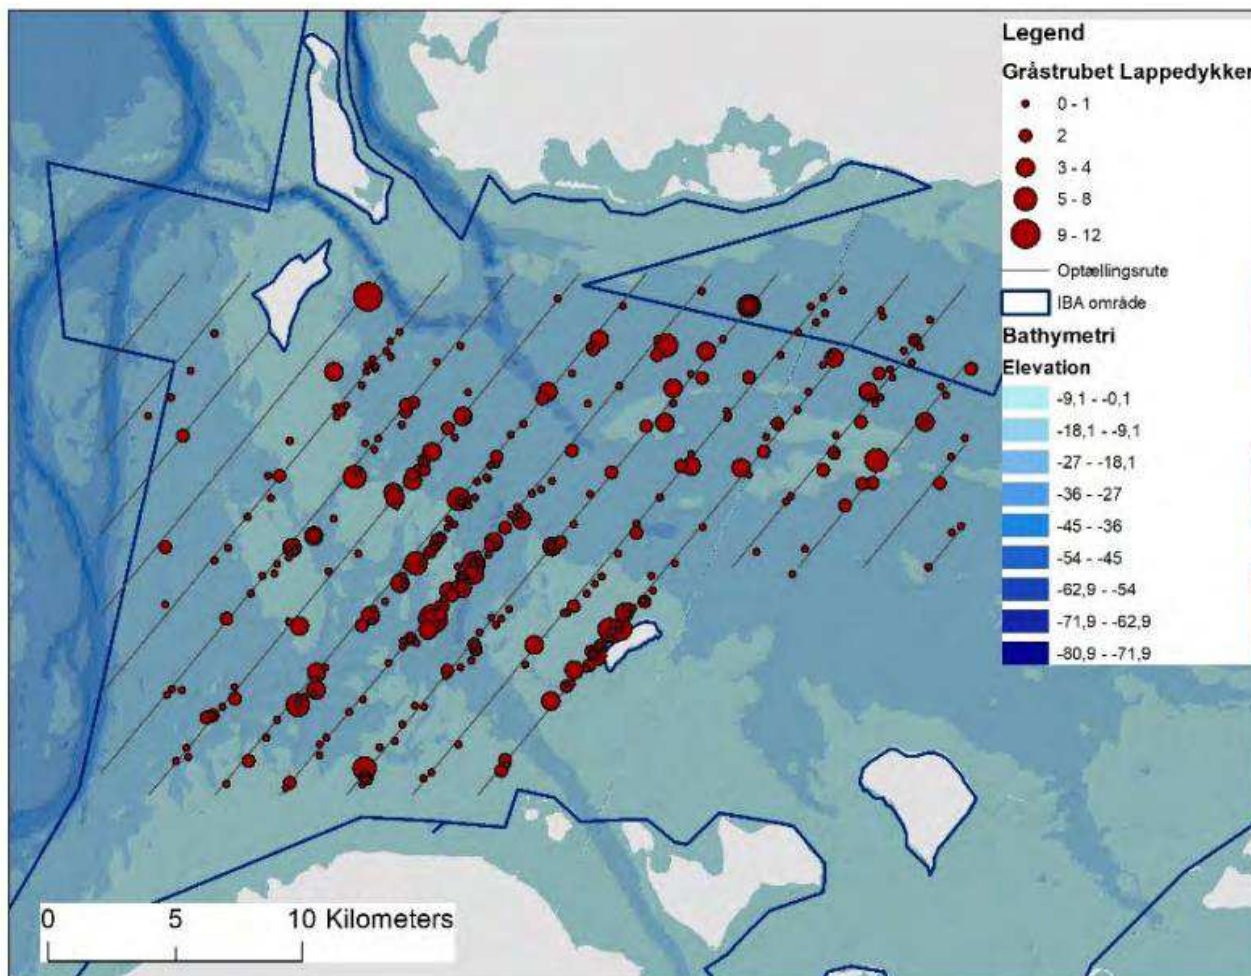 Legend
Gråstrubet Lappedykker
0 - 1
2
3 - 4
5 - 8
9 - 12
Optællingsrute
IBA område
Bathymetri
Elevation
-9,1 - -0,1
-18,1 - -9,1
-27 - -18,1
-36 - -27
-45 - -36
-54 - -45
-62,9 - -54
-71,9 - -62,9
-80,9 - -71,9
0 5 10 Kilometers